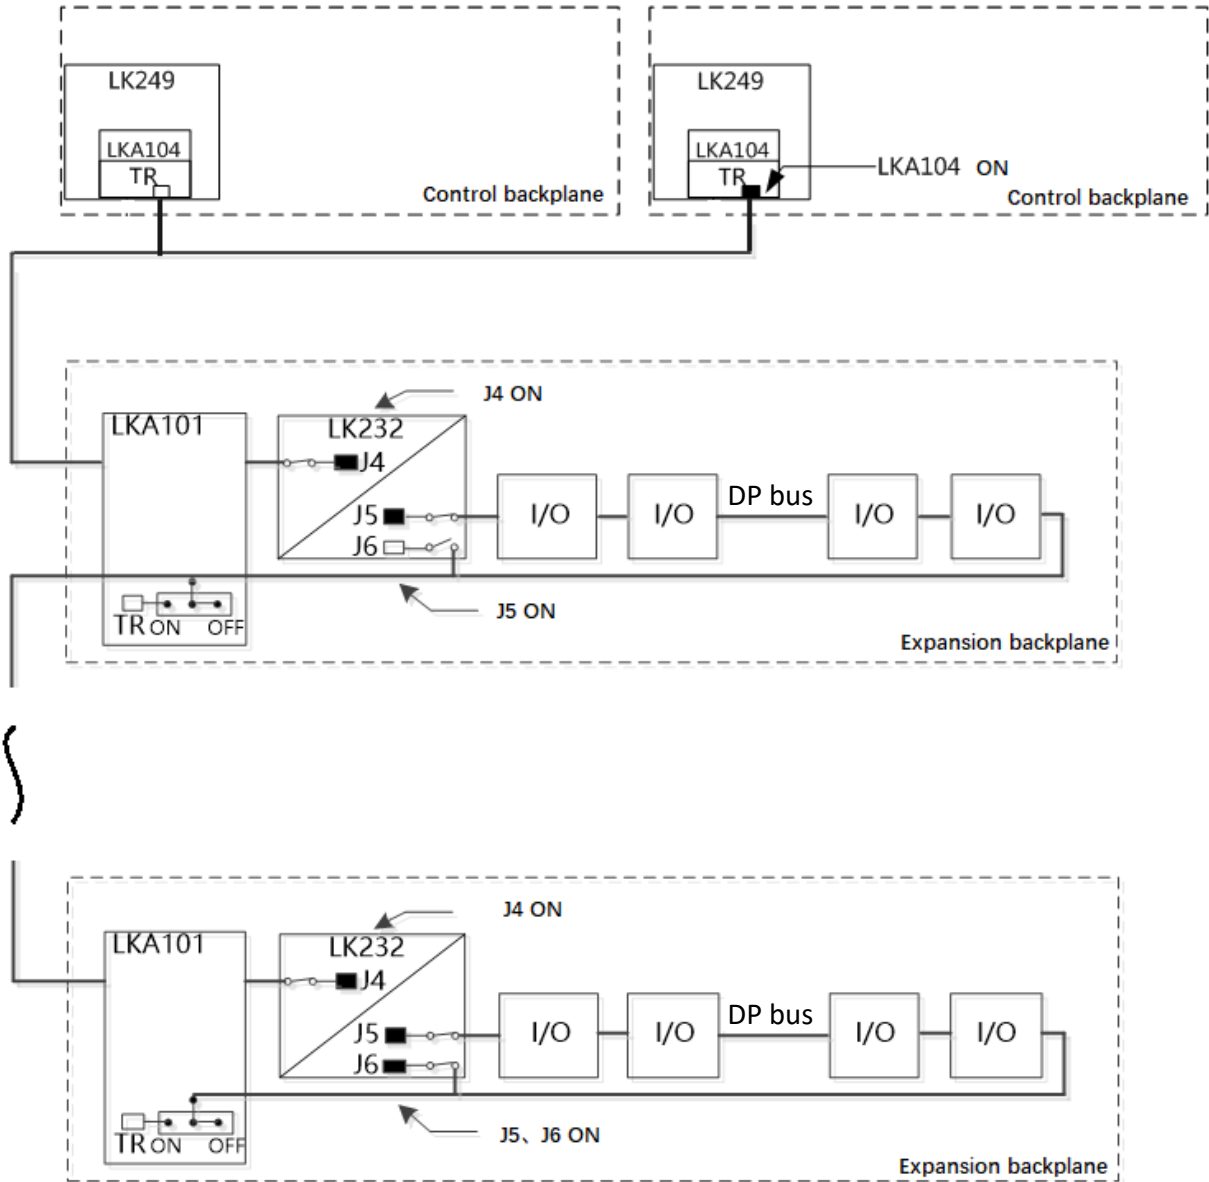 LK249
LKA104
TR
Control backplane
LK249
LKA104
TR
LKA104 ON
Control backplane
J4 ON
LKA101
LK232
J4
J5
J6
I/O
I/O
DP bus
I/O
I/O
TR ON OFF
J5 ON
Expansion backplane
J4 ON
LKA101
LK232
J4
J5
J6
I/O
I/O
DP bus
I/O
I/O
TR ON OFF
J5、J6 ON
Expansion backplane